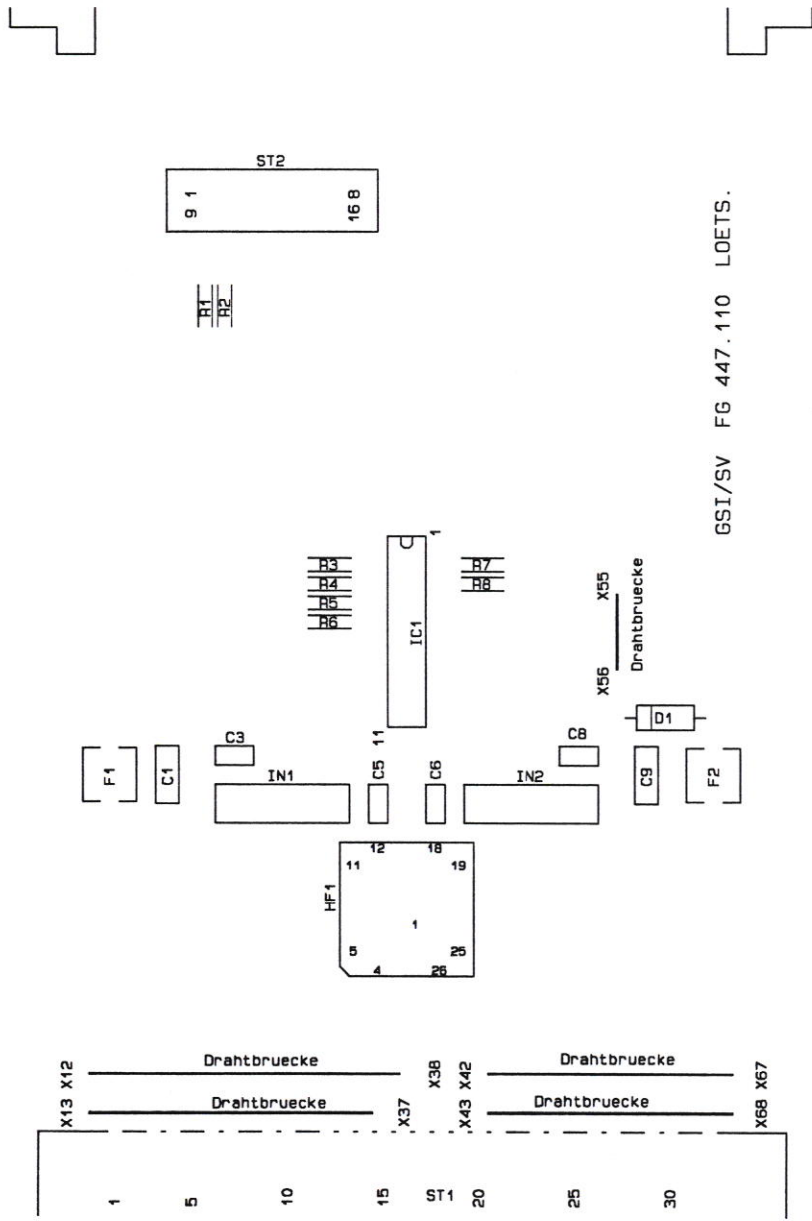 ST2
9 1
16 8
R1
R2
GSI/SV FG 447.110 LOETS.
R3
R4
R5
R6
IC1
1
11
R7
R8
X55
X56
Drahtbruecke
D1
F1
C1
C3
IN1
C5
C6
IN2
C8
C9
F2
HF1
11
12
18
19
1
5
4
26
25
X12
Drahtbruecke
X38
X42
Drahtbruecke
X67
X13
Drahtbruecke
X37
X43
Drahtbruecke
X68
1
5
10
15
ST1
20
25
30